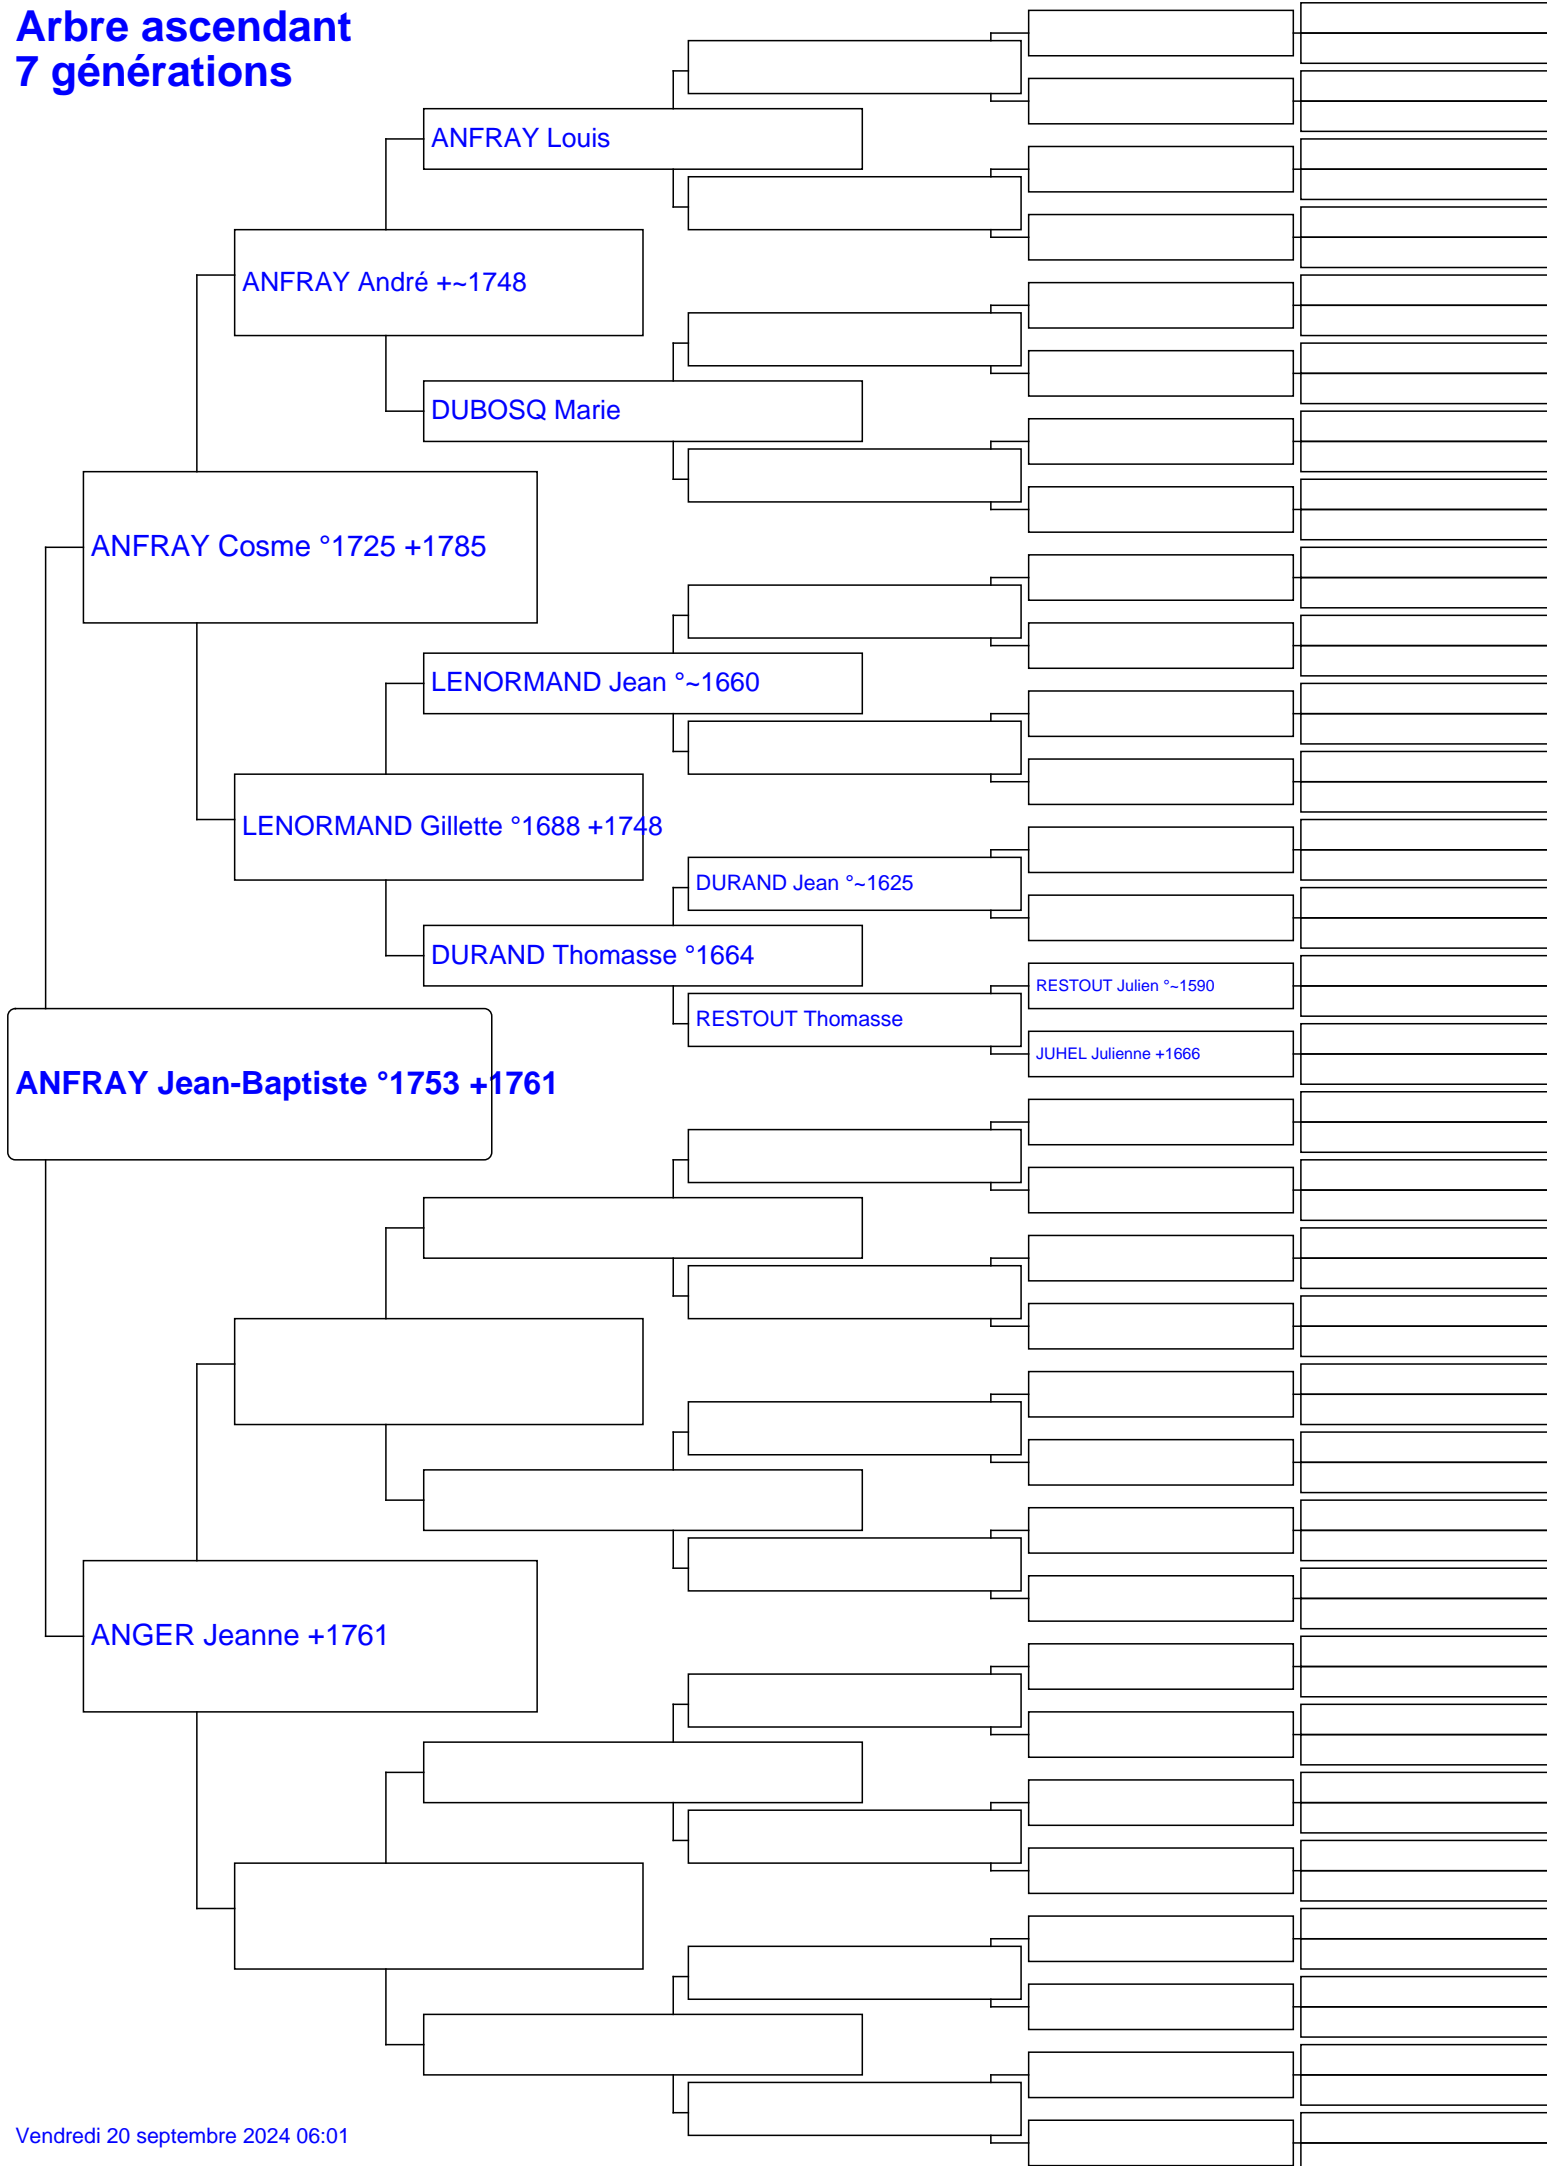 Arbre ascendant
7 générations
ANFRAY Louis
ANFRAY André +~1748
DUBOSQ Marie
ANFRAY Cosme °1725 +1785
LENORMAND Jean °~1660
LENORMAND Gillette °1688 +1748
DURAND Jean °~1625
DURAND Thomasse °1664
RESTOUT Julien °~1590
RESTOUT Thomasse
JUHEL Julienne +1666
ANFRAY Jean-Baptiste °1753 +1761
ANGER Jeanne +1761
Vendredi 20 septembre 2024 06:01